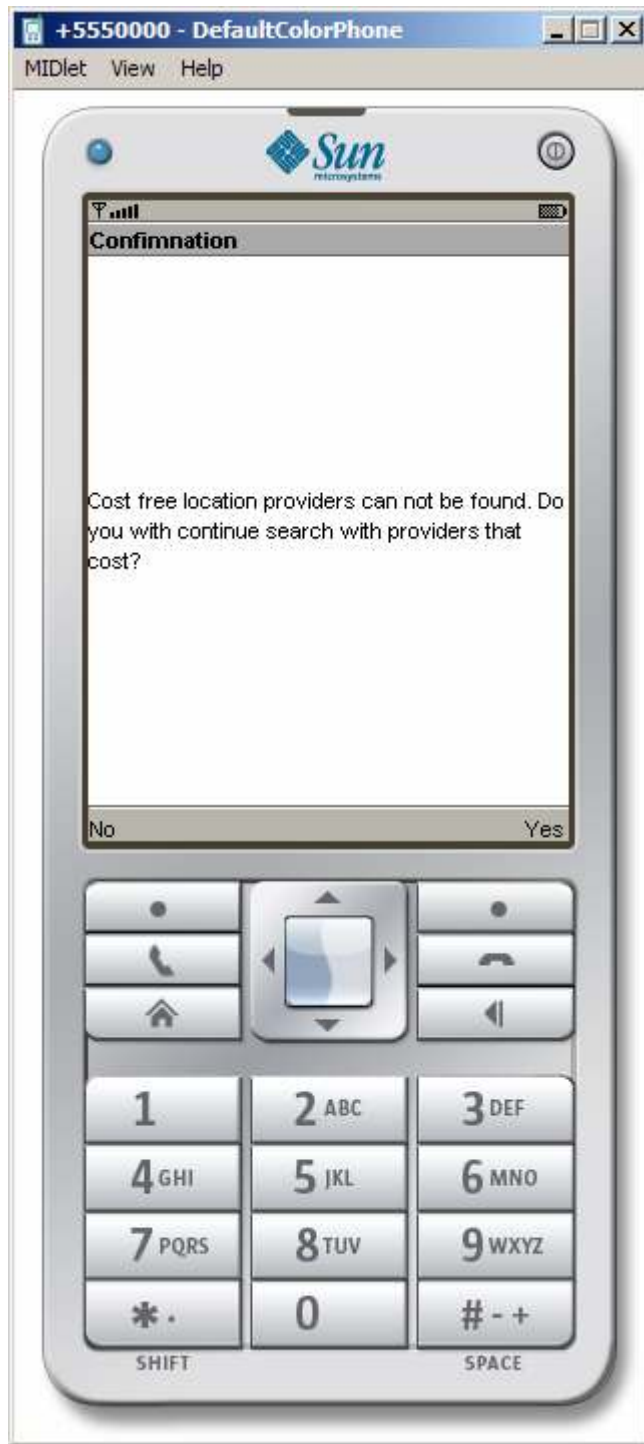 +5550000 - DefaultColorPhone
MIDlet View Help
Sun
microsystems
Confimnation
Cost free location providers can not be found. Do
you with continue search with providers that
cost?
No Yes
1 2 ABC 3 DEF
4 GHI 5 JKL 6 MNO
7 PQRS 8 TUV 9 WXYZ
* . 0 # - +
SHIFT SPACE